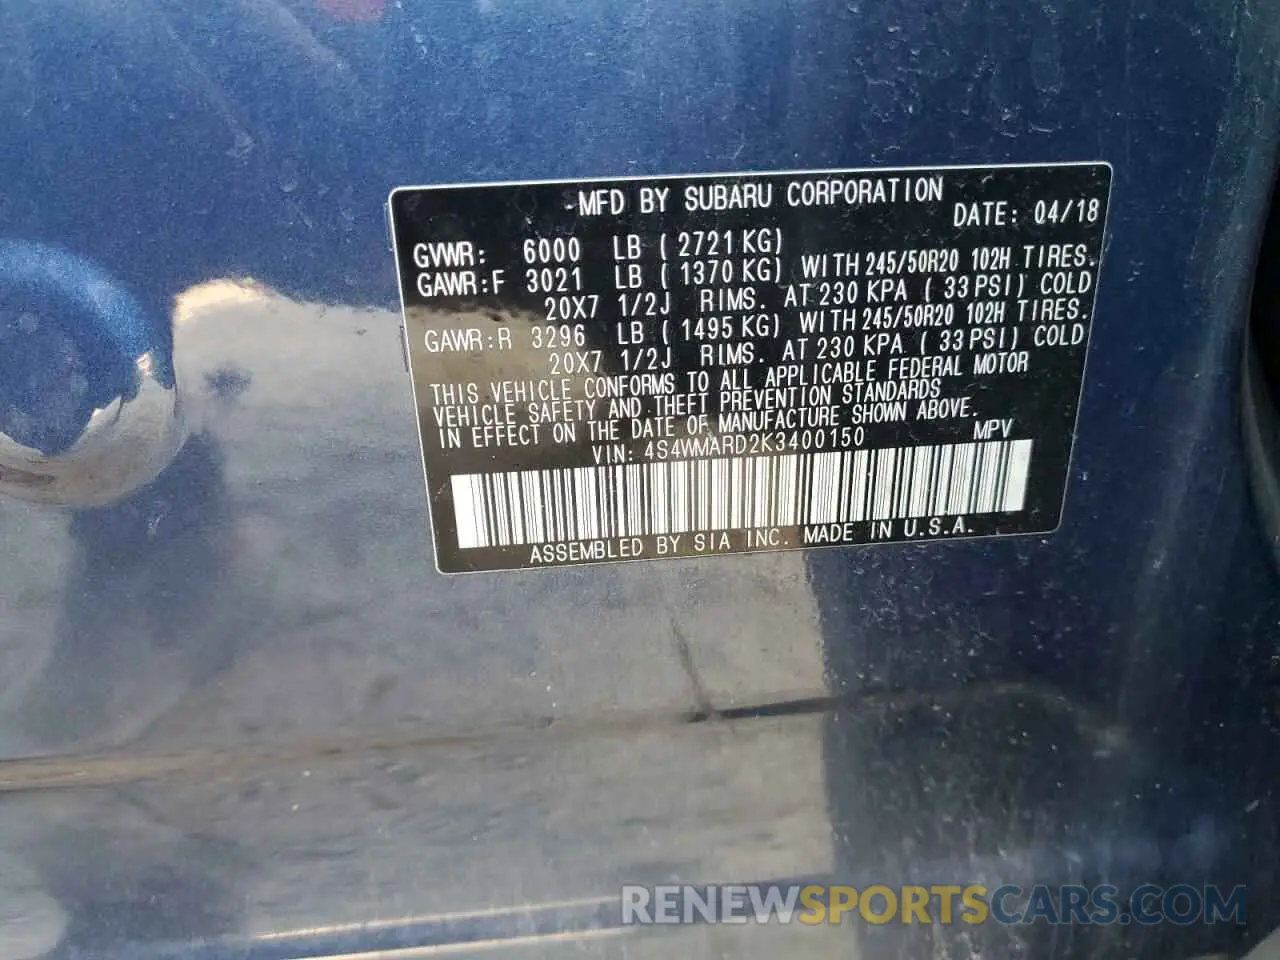 MFD BY SUBARU CORPORATION
DATE: 04/18
GVWR: 6000 LB ( 2721 KG)
GAWR:F 3021 LB ( 1370 KG) WITH 245/50R20 102H TIRES.
20X7 1/2J RIMS. AT 230 KPA ( 33 PSI) COLD
GAWR:R 3296 LB ( 1495 KG) WITH 245/50R20 102H TIRES.
20X7 1/2J RIMS. AT 230 KPA ( 33 PSI) COLD
THIS VEHICLE CONFORMS TO ALL APPLICABLE FEDERAL MOTOR
VEHICLE SAFETY AND THEFT PREVENTION STANDARDS
IN EFFECT ON THE DATE OF MANUFACTURE SHOWN ABOVE.
VIN: 4S4WMARD2K3400150 MPV
ASSEMBLED BY SIA INC. MADE IN U.S.A.
RENEWSPORTSCARS.COM